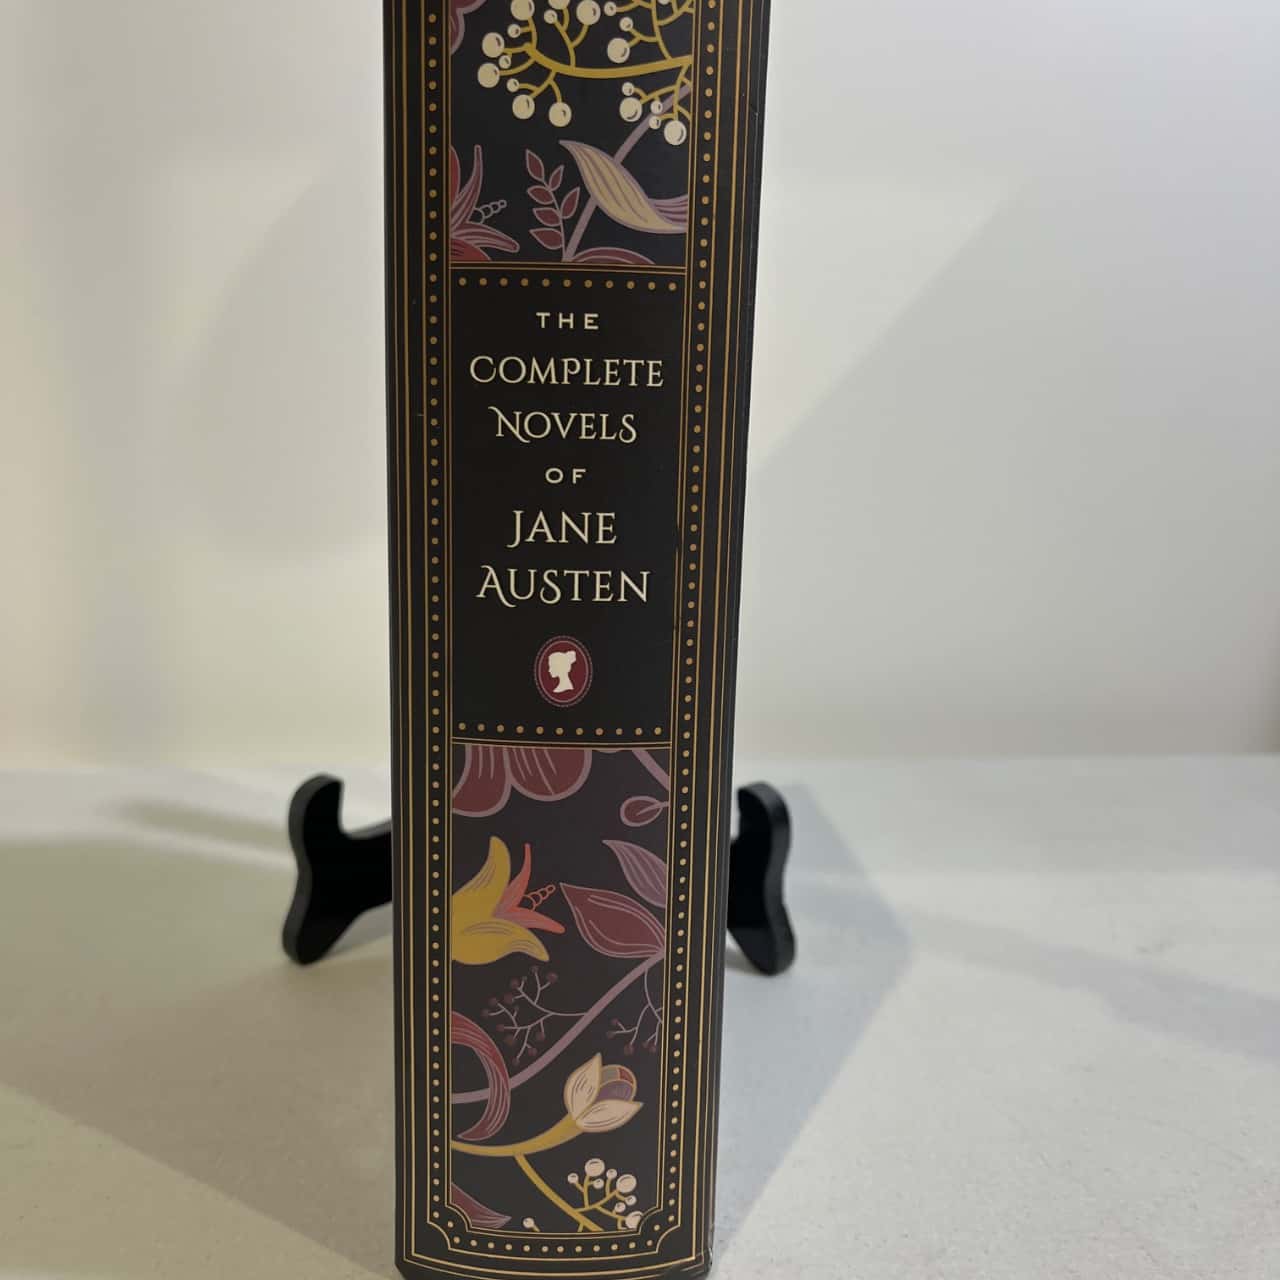 THE
COMPLETE
NOVELS
OF
JANE
AUSTEN